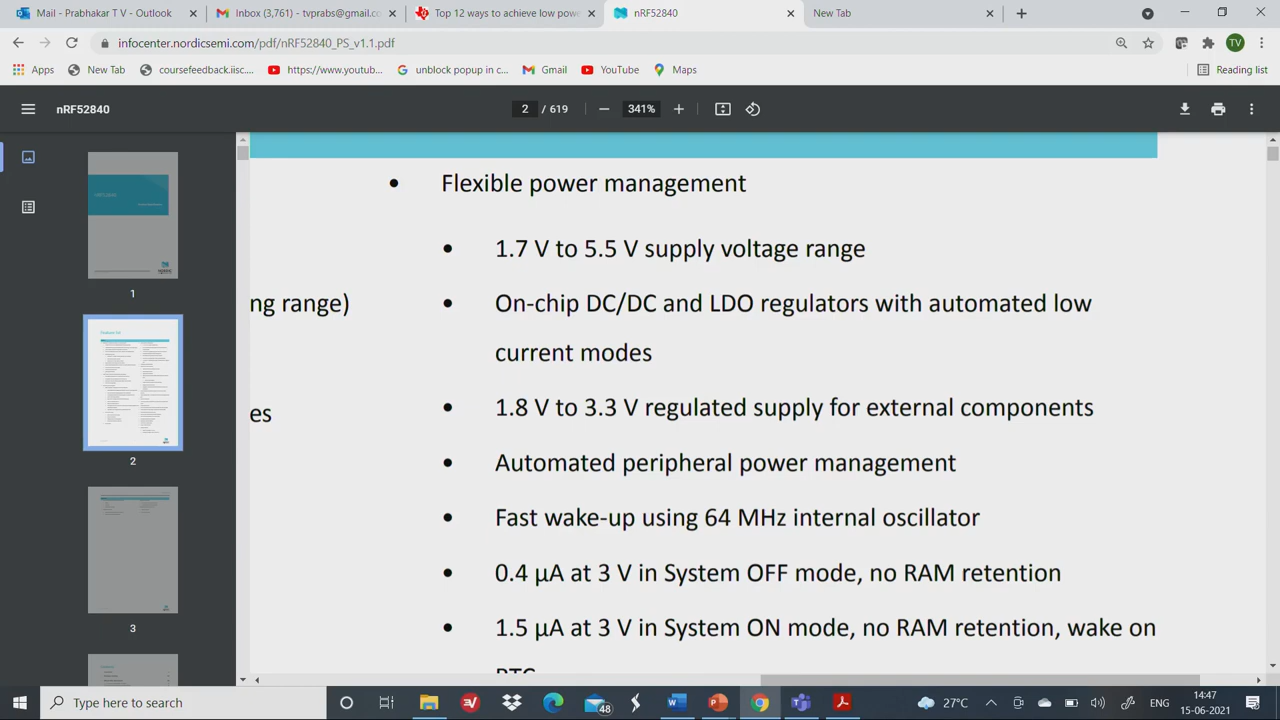 Mail - Prabhakar T V - Outlook
Inbox (3,761) - tvprabs@gmail.co
Top 12 ways to achieve low powe
nRF52840
New Tab
infocenter.nordicsemi.com/pdf/nRF52840_PS_v1.1.pdf
TV
Apps
New Tab
coursefeedback.iisc....
https://www.youtub...
unblock popup in c...
Gmail
YouTube
Maps
Reading list
nRF52840
2 / 619
341%
1
2
3
ng range)
es
• Flexible power management
• 1.7 V to 5.5 V supply voltage range
• On-chip DC/DC and LDO regulators with automated low
current modes
• 1.8 V to 3.3 V regulated supply for external components
• Automated peripheral power management
• Fast wake-up using 64 MHz internal oscillator
• 0.4 µA at 3 V in System OFF mode, no RAM retention
• 1.5 µA at 3 V in System ON mode, no RAM retention, wake on
RTC
Type here to search
48
27°C
ENG
14:47
15-06-2021